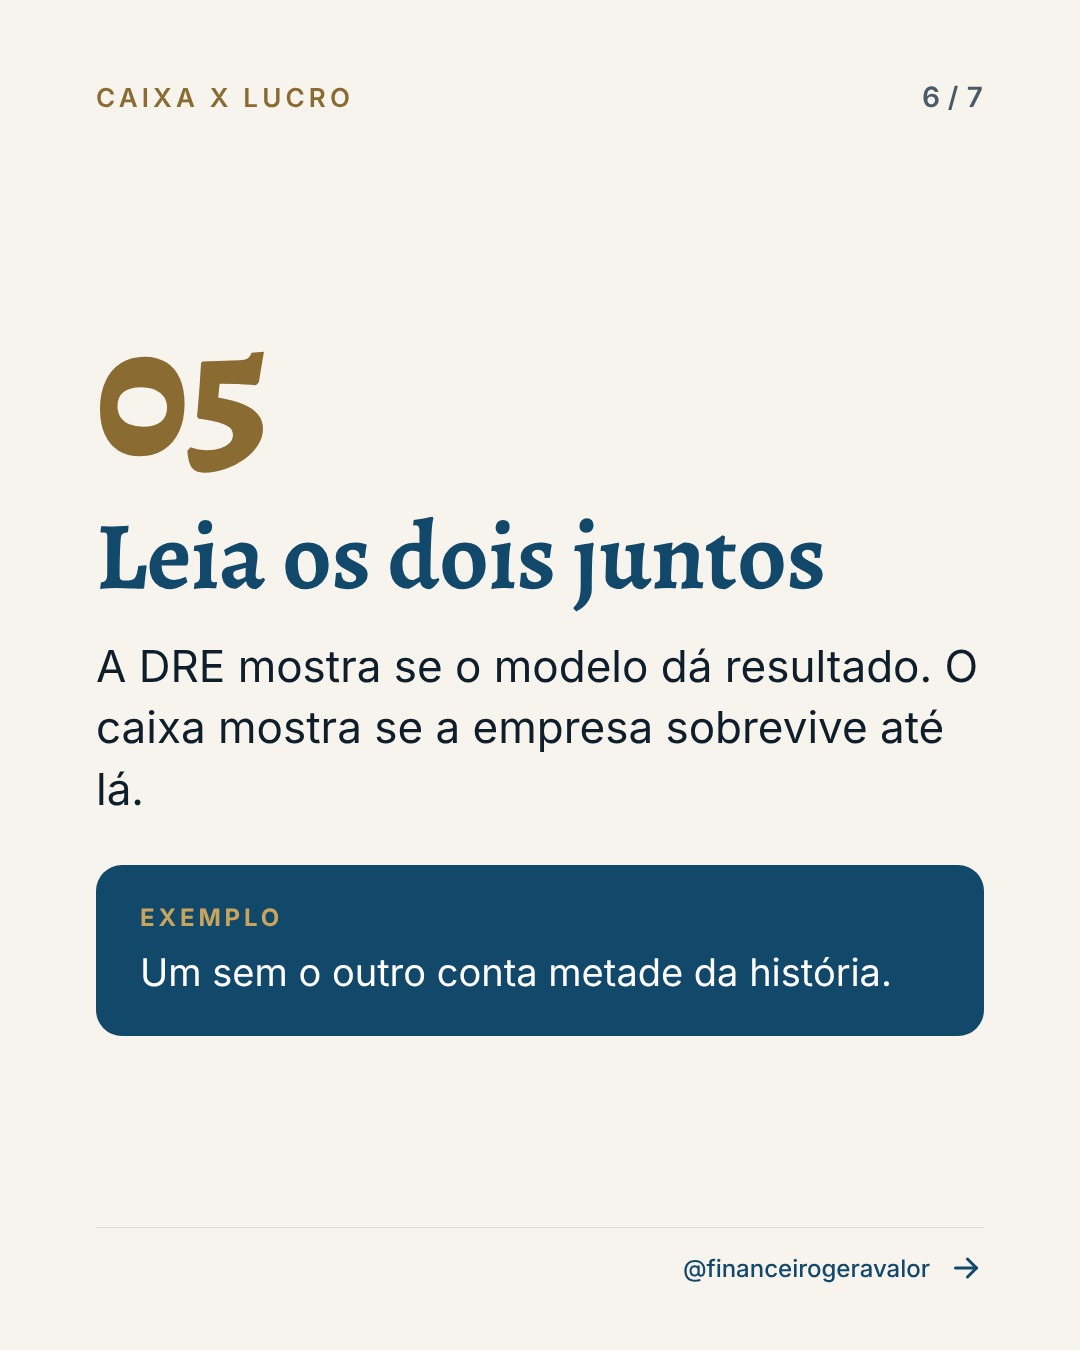 CAIXA X LUCRO
6 / 7
05
Leia os dois juntos
A DRE mostra se o modelo dá resultado. O
caixa mostra se a empresa sobrevive até
lá.
EXEMPLO
Um sem o outro conta metade da história.
@financeirogeravalor →